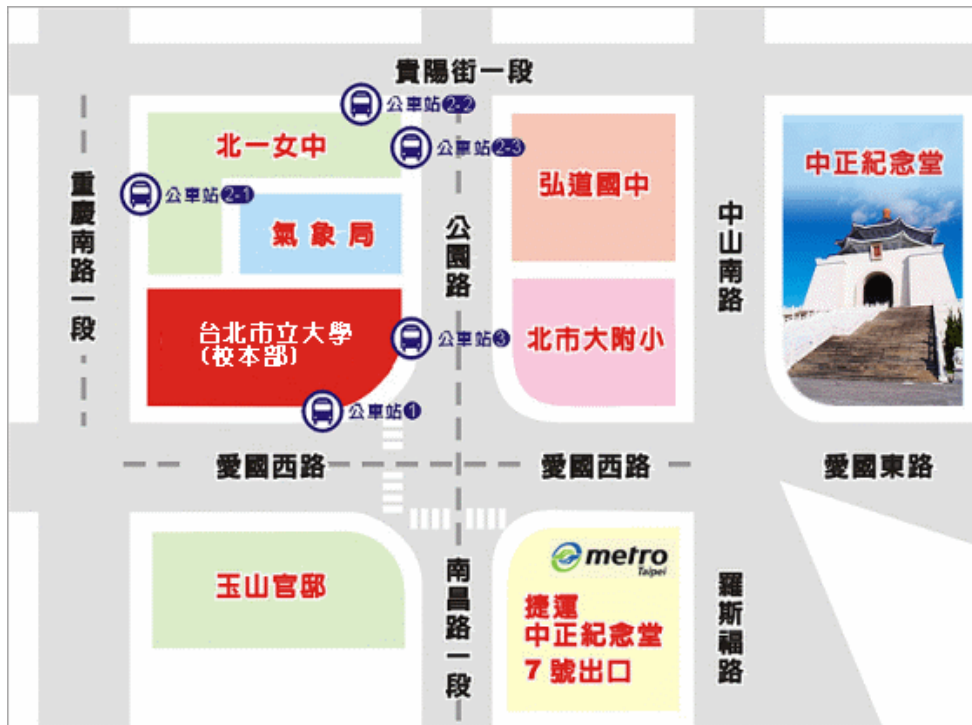 貴陽街一段
公車站2-2
北一女中
公車站2-3
弘道國中
中正紀念堂
重慶南路一段
公車站2-1
氣象局
公園路
中山南路
台北市立大學
(校本部)
公車站3
北市大附小
公車站1
愛國西路
愛國西路
愛國東路
玉山官邸
南昌路一段
metro
Taipei
捷運
中正紀念堂
7號出口
羅斯福路